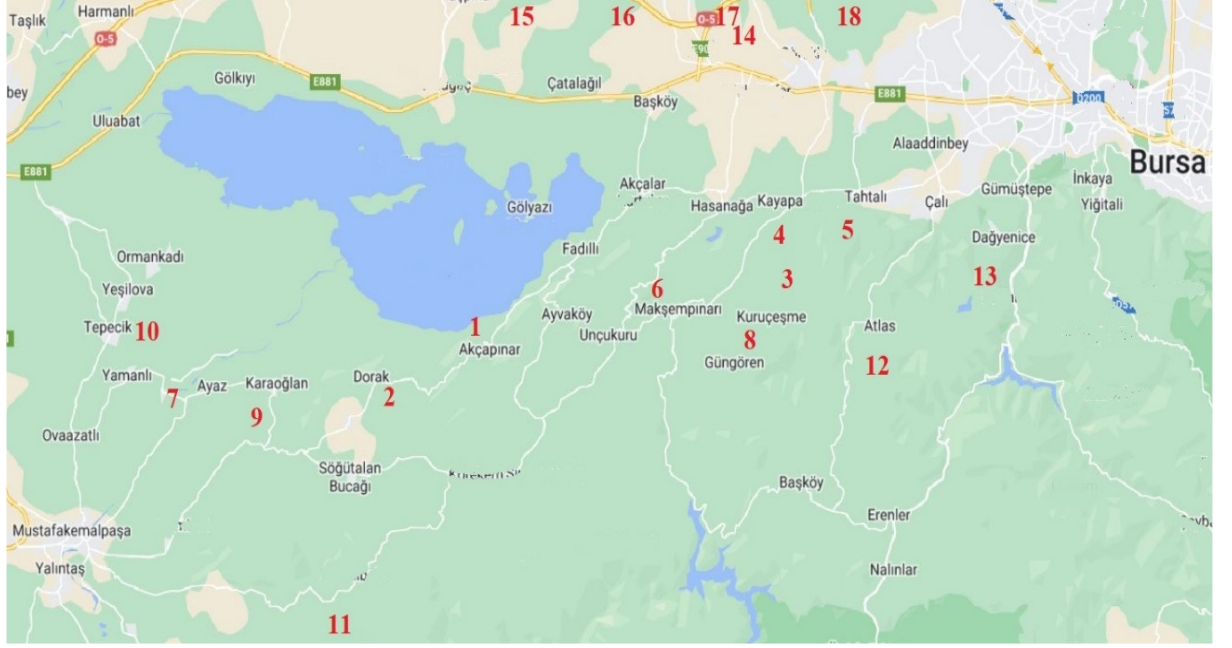 15
16
17
18
Harmanlı
Taşlık
O-5
O-5
14
E90
Gölkıyı
E881
Çatalağıl
bey
Başköy
E881
D200
57
Uluabat
Alaaddinbey
Bursa
E881
Akçalar
Gölyazı
Hasanağa
Kayapa
Tahtalı
Çalı
Gümüştepe
İnkaya
Yiğitali
4
5
Dağyenice
Fadıllı
Ormankadı
Yeşilova
6
3
13
Tepecik
10
1
Ayvaköy
Makşempınarı
Kuruçeşme
Unçukuru
8
Atlas
Akçapınar
Güngören
12
Yamanlı
7
Ayaz
Karaoğlan
Dorak
2
9
Ovaazatlı
Söğütalan
Bucağı
Başköy
Erenler
Mustafakemalpaşa
Yalıntaş
Nalınlar
11